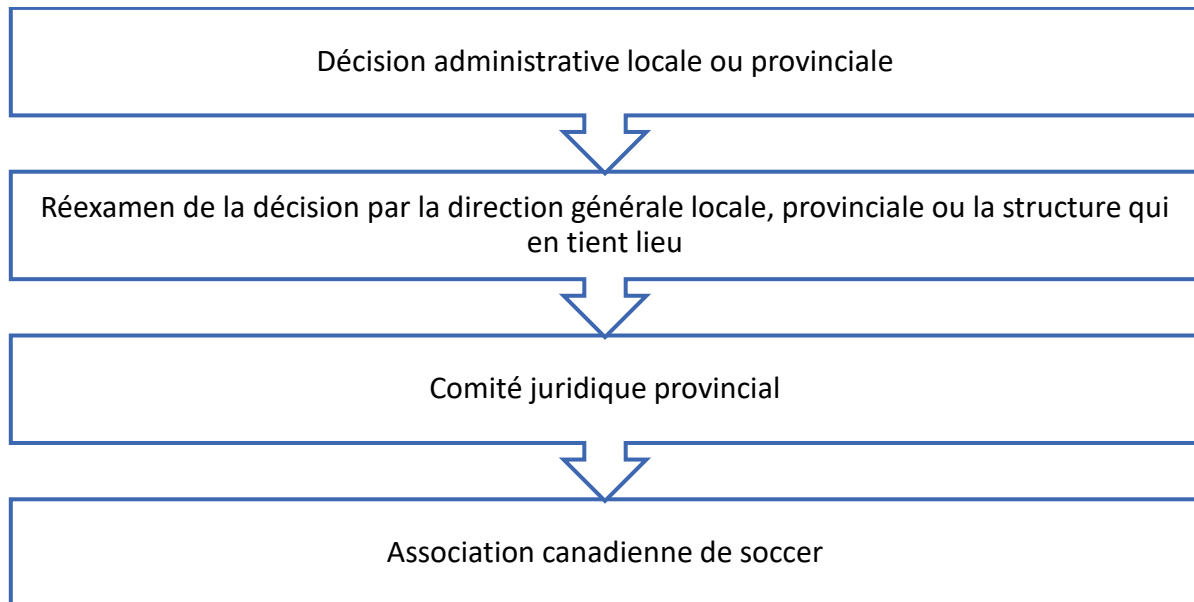 Décision administrative locale ou provinciale
Réexamen de la décision par la direction générale locale, provinciale ou la structure qui
en tient lieu
Comité juridique provincial
Association canadienne de soccer